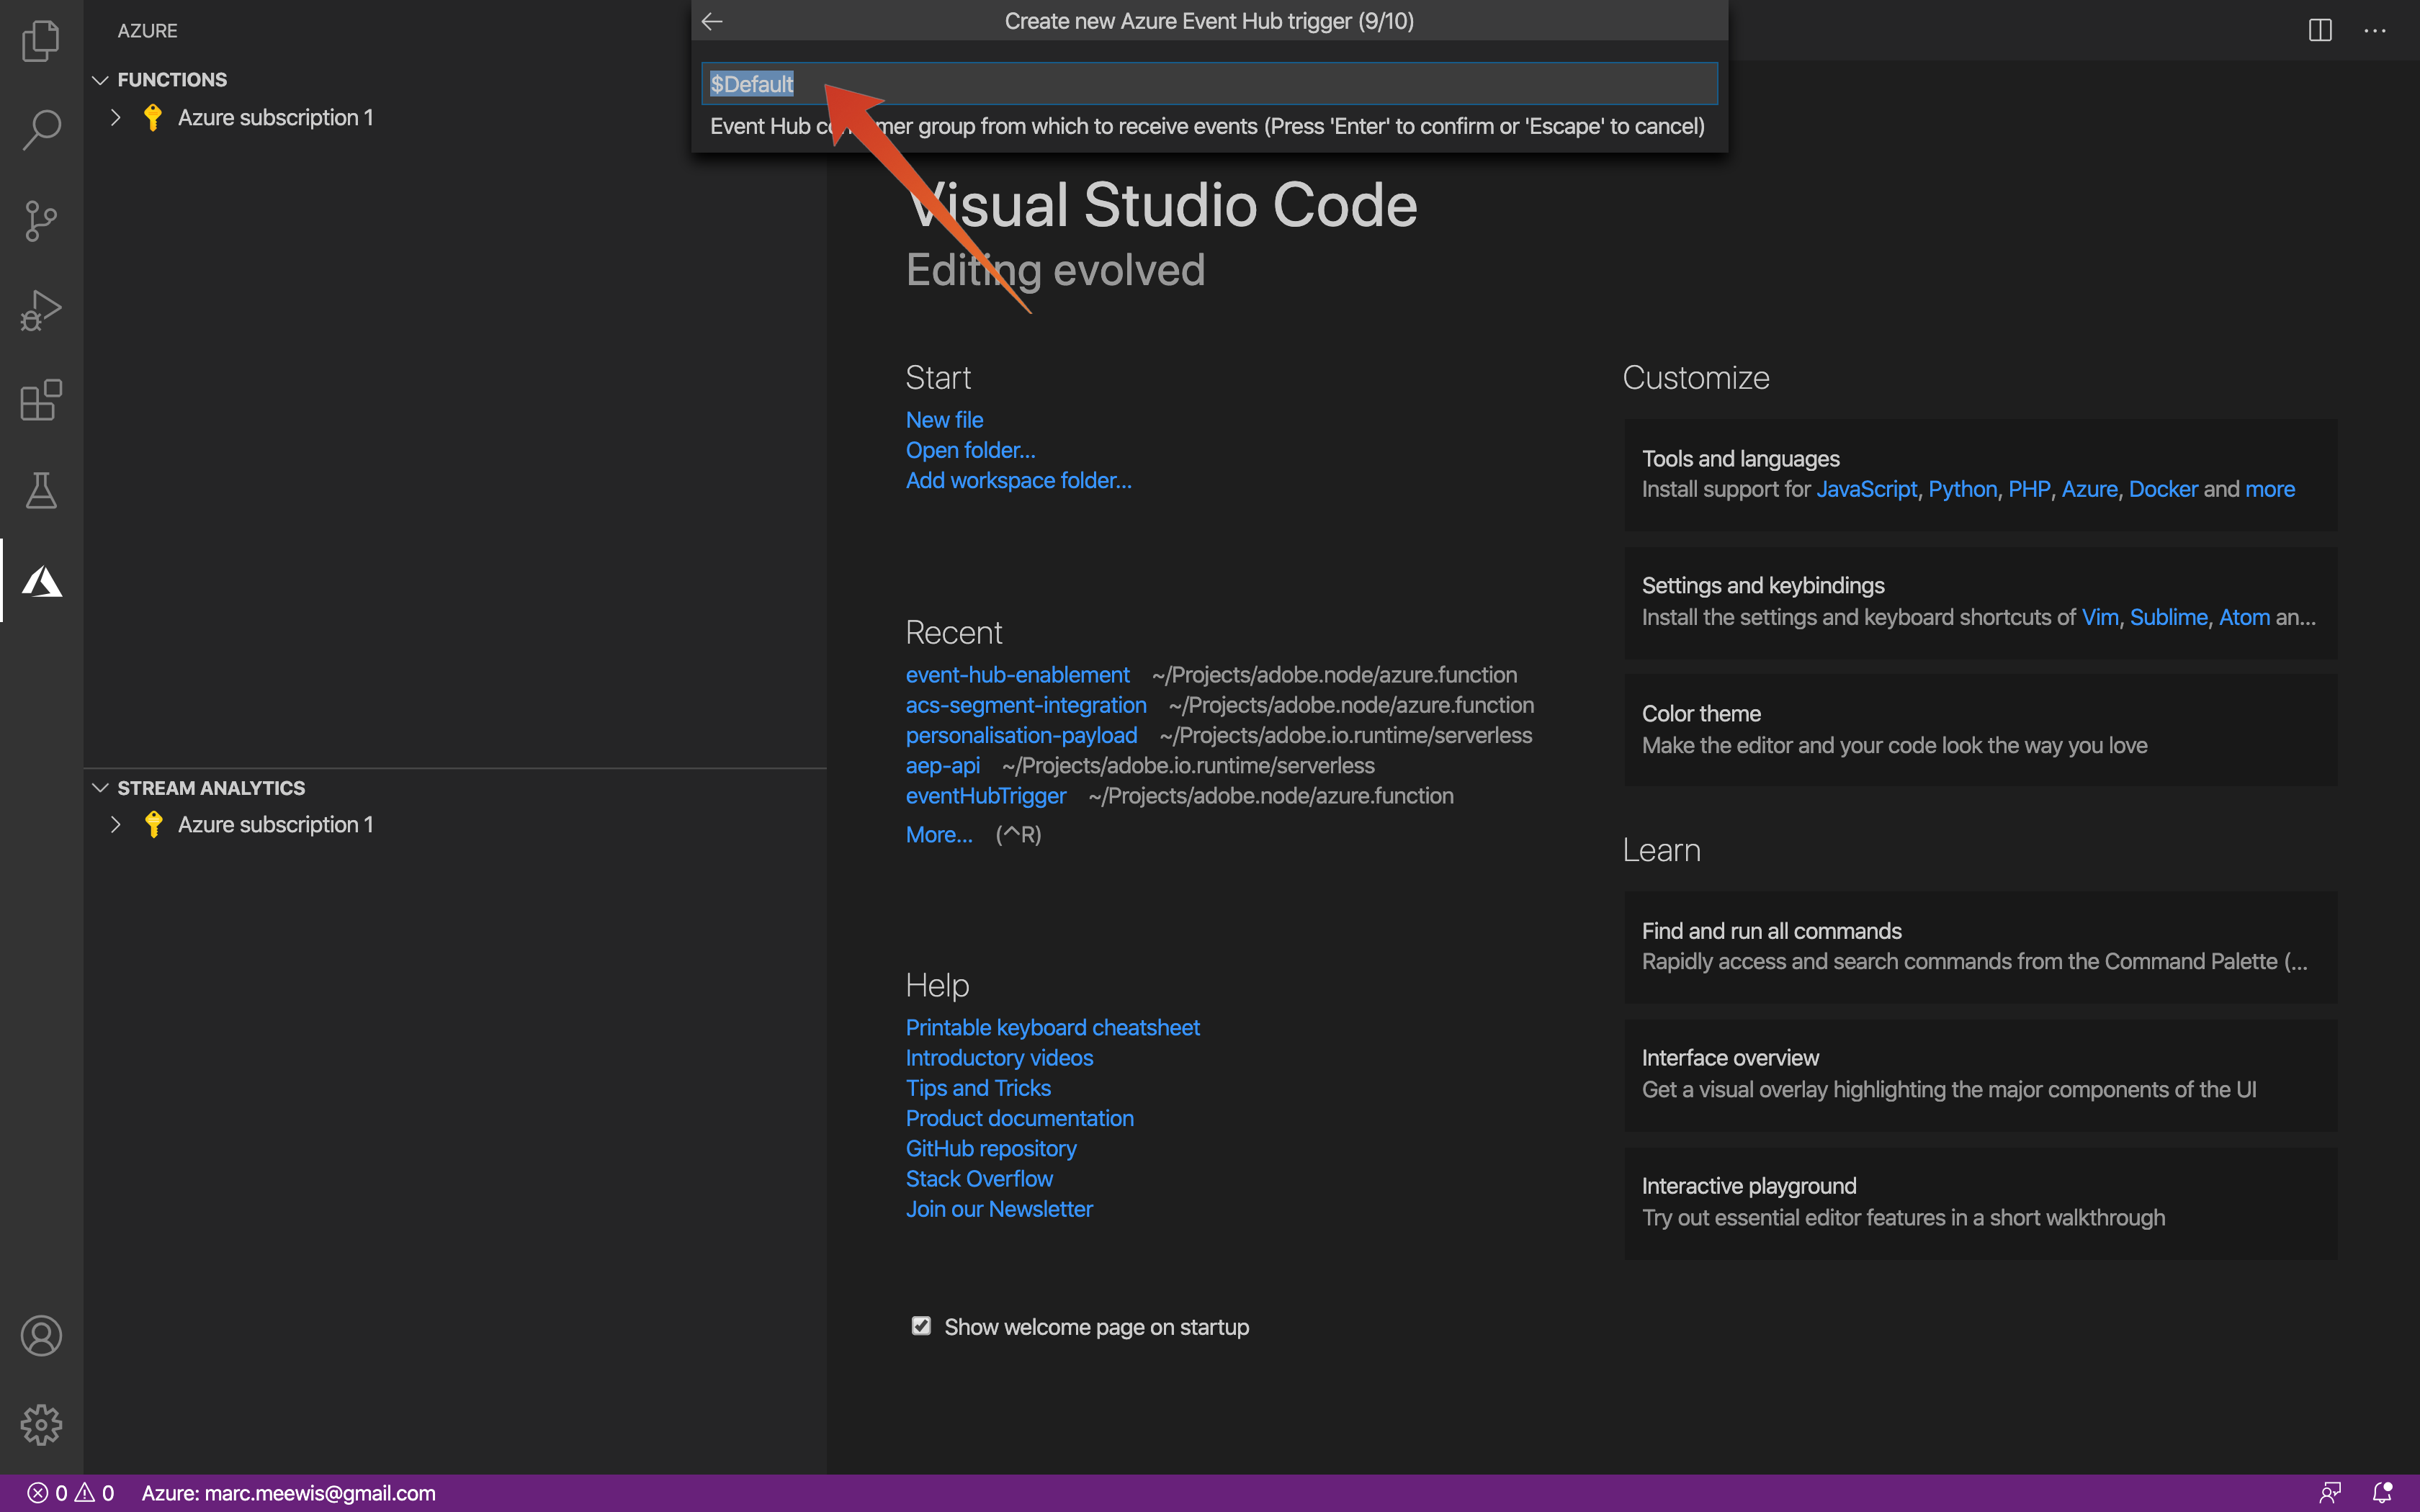 AZURE
FUNCTIONS
Azure subscription 1
STREAM ANALYTICS
Azure subscription 1
Create new Azure Event Hub trigger (9/10)
$Default
Event Hub mer group from which to receive events (Press 'Enter' to confirm or 'Escape' to cancel)
Visual Studio Code
Editing evolved
Start
New file
Open folder...
Add workspace folder...
Recent
event-hub-enablement ~/Projects/adobe.node/azure.function
acs-segment-integration ~/Projects/adobe.node/azure.function
personalisation-payload ~/Projects/adobe.io.runtime/serverless
aep-api ~/Projects/adobe.io.runtime/serverless
eventHubTrigger ~/Projects/adobe.node/azure.function
More... (^R)
Help
Printable keyboard cheatsheet
Introductory videos
Tips and Tricks
Product documentation
GitHub repository
Stack Overflow
Join our Newsletter
Show welcome page on startup
Customize
Tools and languages
Install support for JavaScript, Python, PHP, Azure, Docker and more
Settings and keybindings
Install the settings and keyboard shortcuts of Vim, Sublime, Atom an...
Color theme
Make the editor and your code look the way you love
Learn
Find and run all commands
Rapidly access and search commands from the Command Palette (...
Interface overview
Get a visual overlay highlighting the major components of the UI
Interactive playground
Try out essential editor features in a short walkthrough
0 0 Azure: marc.meewis@gmail.com